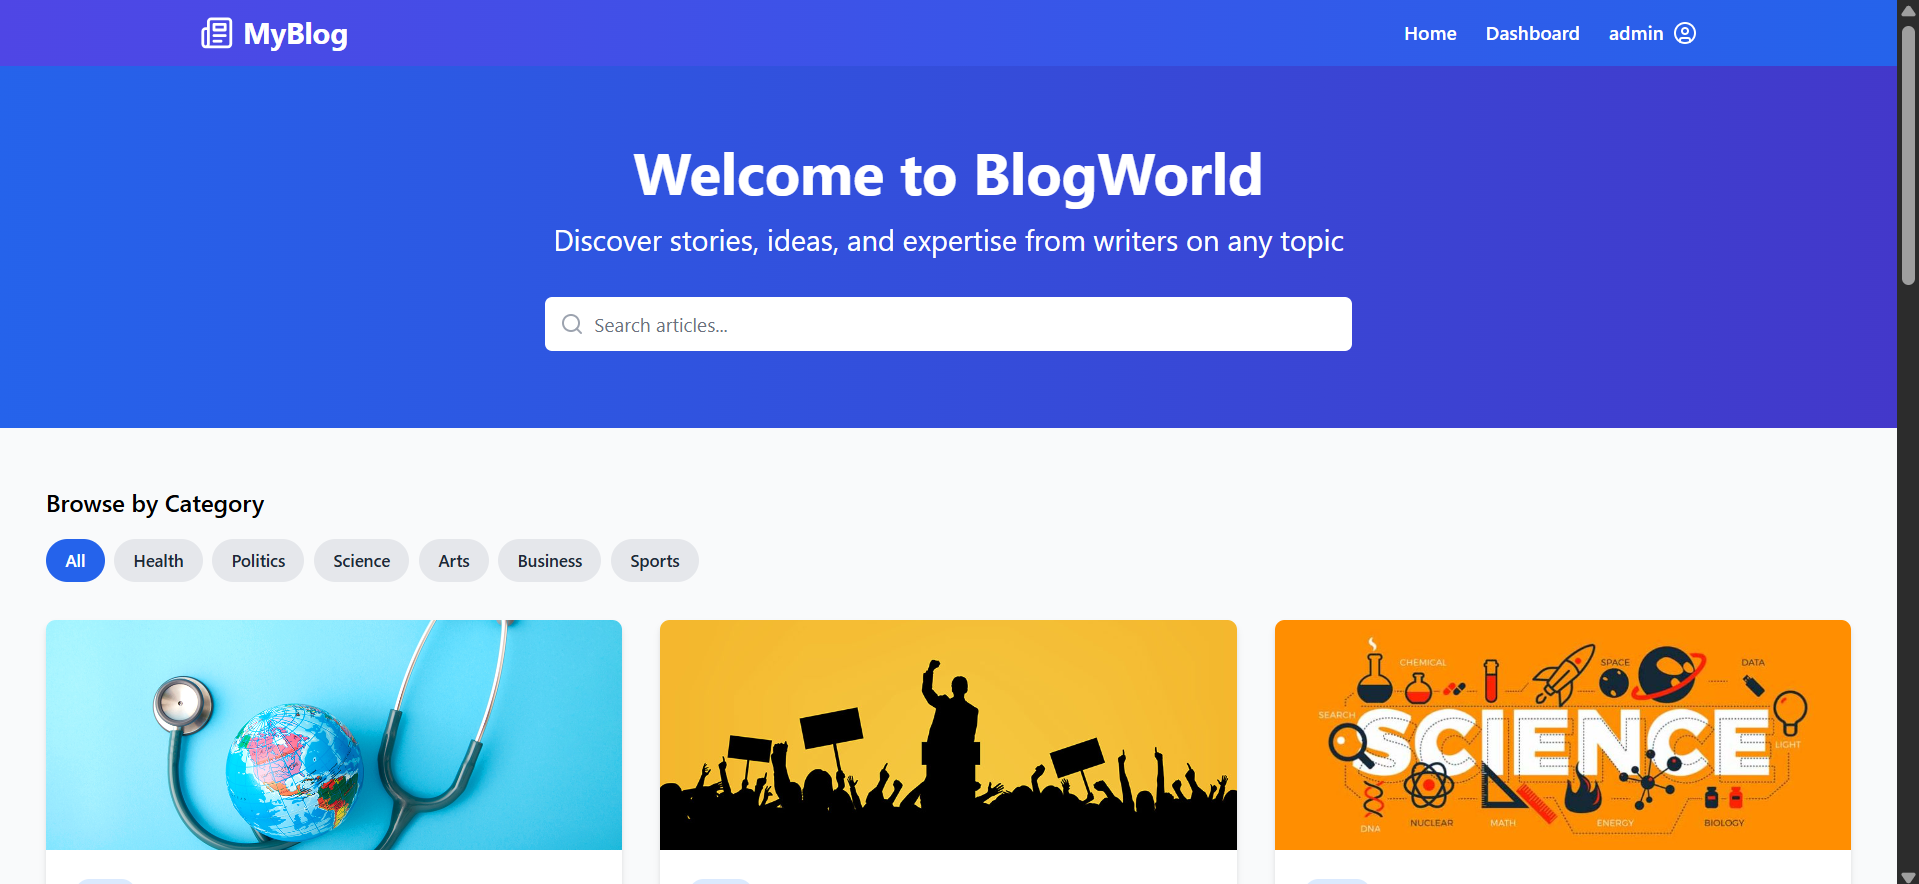 MyBlog
Home Dashboard admin
Welcome to BlogWorld
Discover stories, ideas, and expertise from writers on any topic
Search articles...
Browse by Category
All Health Politics Science Arts Business Sports
CHEMICAL SPACE DATA
SEARCH
SCIENCE
LIGHT
DNA NUCLEAR MATH ENERGY BIOLOGY